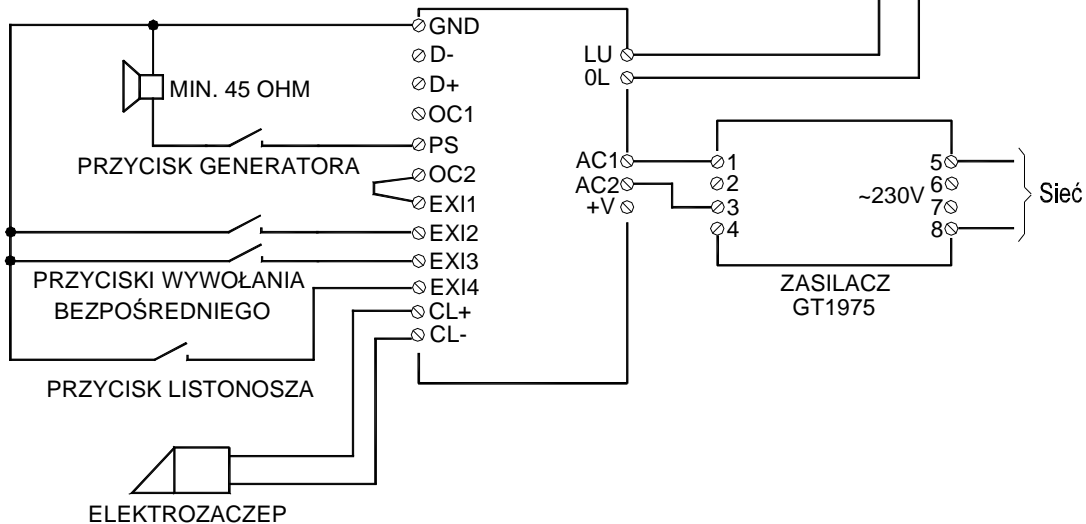 GND
D-
D+
OC1
PS
OC2
EXI1
EXI2
EXI3
EXI4
CL+
CL-
LU
0L
AC1
AC2
+V
MIN. 45 OHM
PRZYCISK GENERATORA
PRZYCISKI WYWOŁANIA
BEZPOŚREDNIEGO
PRZYCISK LISTONOSZA
ELEKTROZACZEP
1
2
3
4
5
6
7
8
~230V
Sieć
ZASILACZ
GT1975